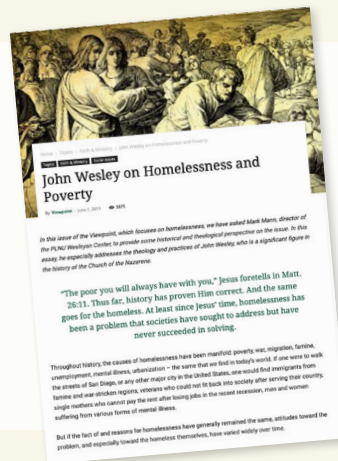 Home / Topics / Faith & Ministry / John Wesley on Homelessness and Poverty
Topics Faith & Ministry Social Issues
John Wesley on Homelessness and
Poverty
By Viewpoint - June 1, 2015 3875
In this issue of the Viewpoint, which focuses on homelessness, we have asked Mark Mann, director of
the PLNU Wesleyan Center, to provide some historical and theological perspective on the issue. In this
essay, he especially addresses the theology and practices of John Wesley, who is a significant figure in
the history of the Church of the Nazarene.
“The poor you will always have with you,” Jesus foretells in Matt.
26:11. Thus far, history has proven Him correct. And the same
goes for the homeless. At least since Jesus’ time, homelessness has
been a problem that societies have sought to address but have
never succeeded in solving.
Throughout history, the causes of homelessness have been manifold: poverty, war, migration, famine,
unemployment, mental illness, urbanization – the same that we find in today’s world. If one were to walk
the streets of San Diego, or any other major city in the United States, one would find immigrants from
famine and war-stricken regions, veterans who could not fit back into society after serving their country,
single mothers who cannot pay the rent after losing jobs in the recent recession, men and women
suffering from various forms of mental illness.
But if the fact of and reasons for homelessness have generally remained the same, attitudes toward the
problem, and especially toward the homeless themselves, have varied widely over time.